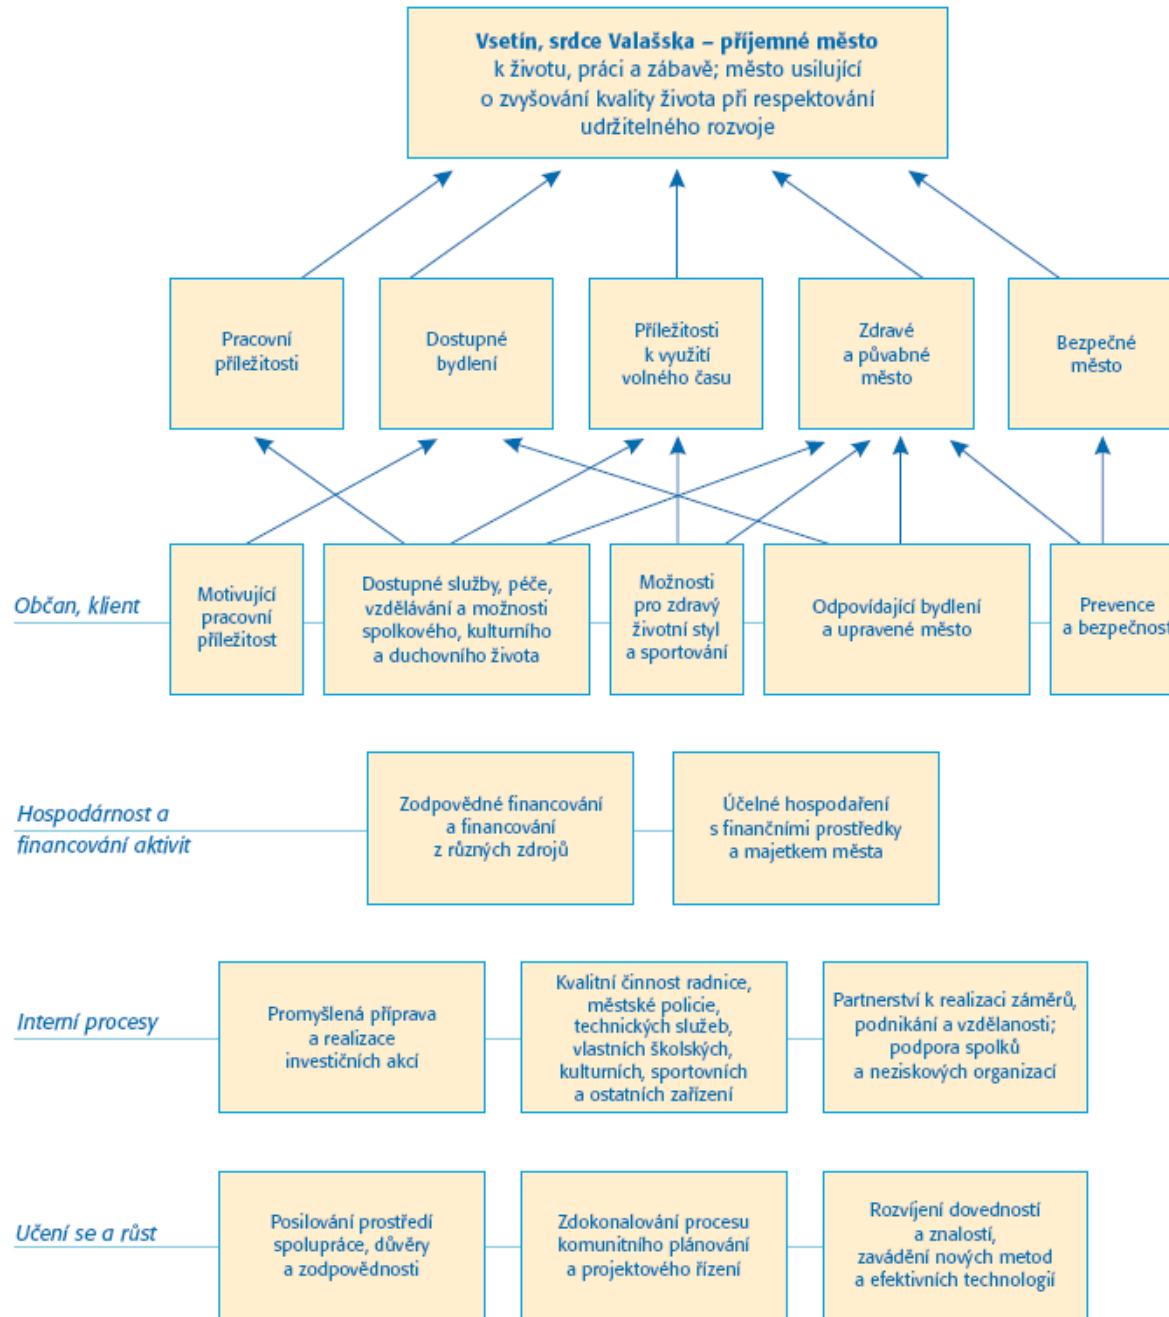 Vsetín, srdce Valašska – příjemné město
k životu, práci a zábavě; město usilující
o zvyšování kvality života při respektování
udržitelného rozvoje
Pracovní
příležitosti
Dostupné
bydlení
Příležitosti
k využití
volného času
Zdravé
a půvabné
město
Bezpečné
město
Občan, klient
Motivující
pracovní
příležitost
Dostupné služby, péče,
vzdělávání a možnosti
spolkového, kulturního
a duchovního života
Možnosti
pro zdravý
životní styl
a sportování
Odpovídající bydlení
a upravené město
Prevence
a bezpečnost
Hospodárnost a
financování aktivit
Zodpovědné financování
a financování
z různých zdrojů
Účelné hospodaření
s finančními prostředky
a majetkem města
Interní procesy
Promyšlená příprava
a realizace
investičních akcí
Kvalitní činnost radnice,
městské policie,
technických služeb,
vlastních školských,
kulturních, sportovních
a ostatních zařízení
Partnerství k realizaci záměrů,
podnikání a vzdělanosti;
podpora spolků
a neziskových organizací
Učení se a růst
Posilování prostředí
spolupráce, důvěry
a zodpovědnosti
Zdokonalování procesu
komunitního plánování
a projektového řízení
Rozvíjení dovedností
a znalostí,
zavádění nových metod
a efektivních technologií